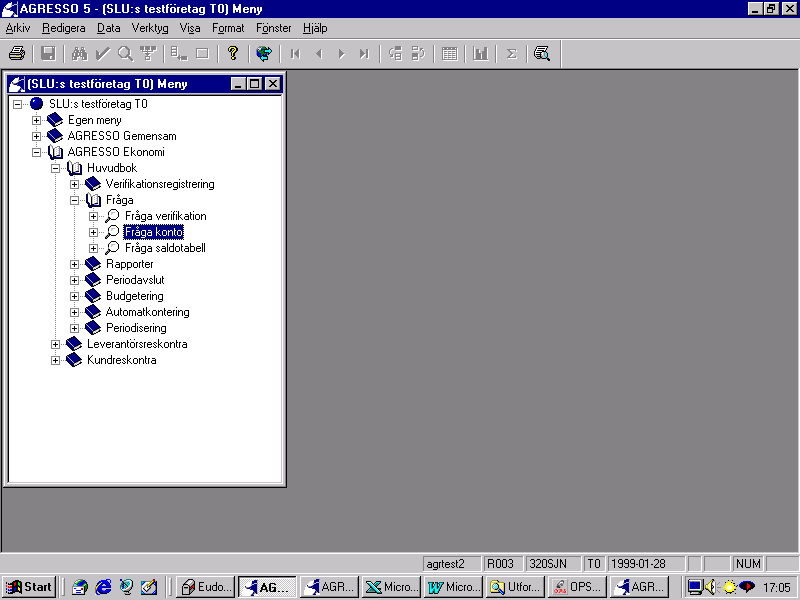 AGRESSO 5 - (SLU:s testföretag T0) Meny
Arkiv Redigera Data Verktyg Visa Format Fönster Hjälp
(SLU:s testföretag T0) Meny
SLU:s testföretag T0
Egen meny
AGRESSO Gemensam
AGRESSO Ekonomi
Huvudbok
Verifikationsregistrering
Fråga
Fråga verifikation
Fråga konto
Fråga saldotabell
Rapporter
Periodavslut
Budgetering
Automatkontering
Periodisering
Leverantörsreskontra
Kundreskontra
agrtest2 R003 320SJN T0 1999-01-28 NUM
Start Eudo... AG... AGR... Micro... Micro... Utfor... OPS... AGR... 17:05